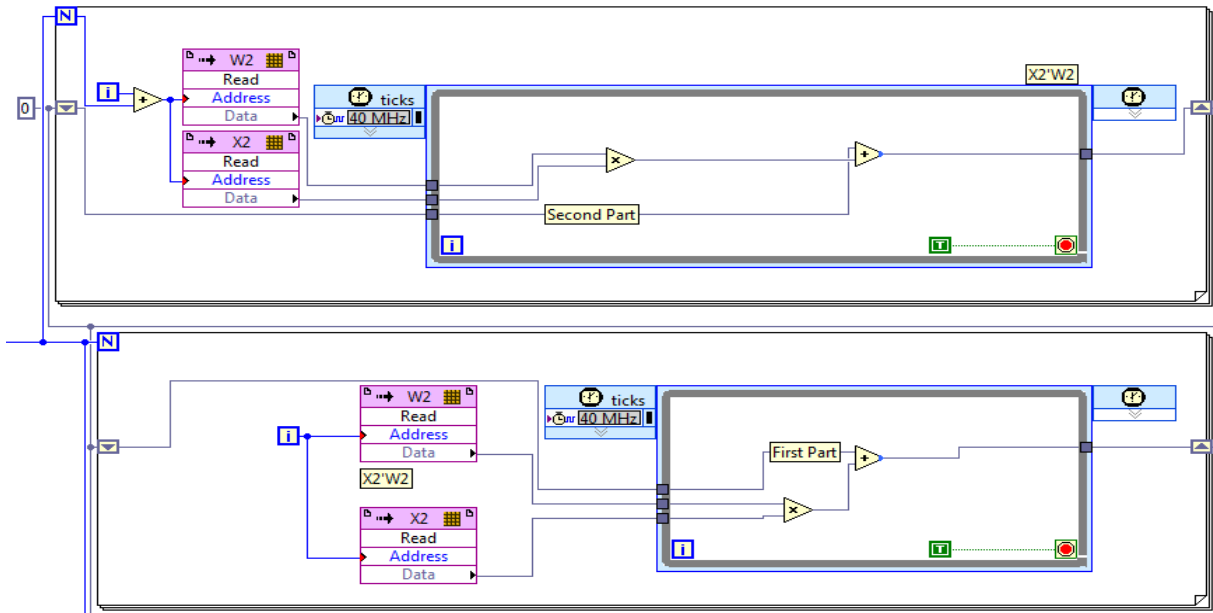 N
W2
Read
Address
Data
i
0
X2
Read
Address
Data
ticks
40 MHz
X2'W2
Second Part
i
T
N
W2
Read
Address
Data
i
X2'W2
X2
Read
Address
Data
ticks
40 MHz
First Part
i
T